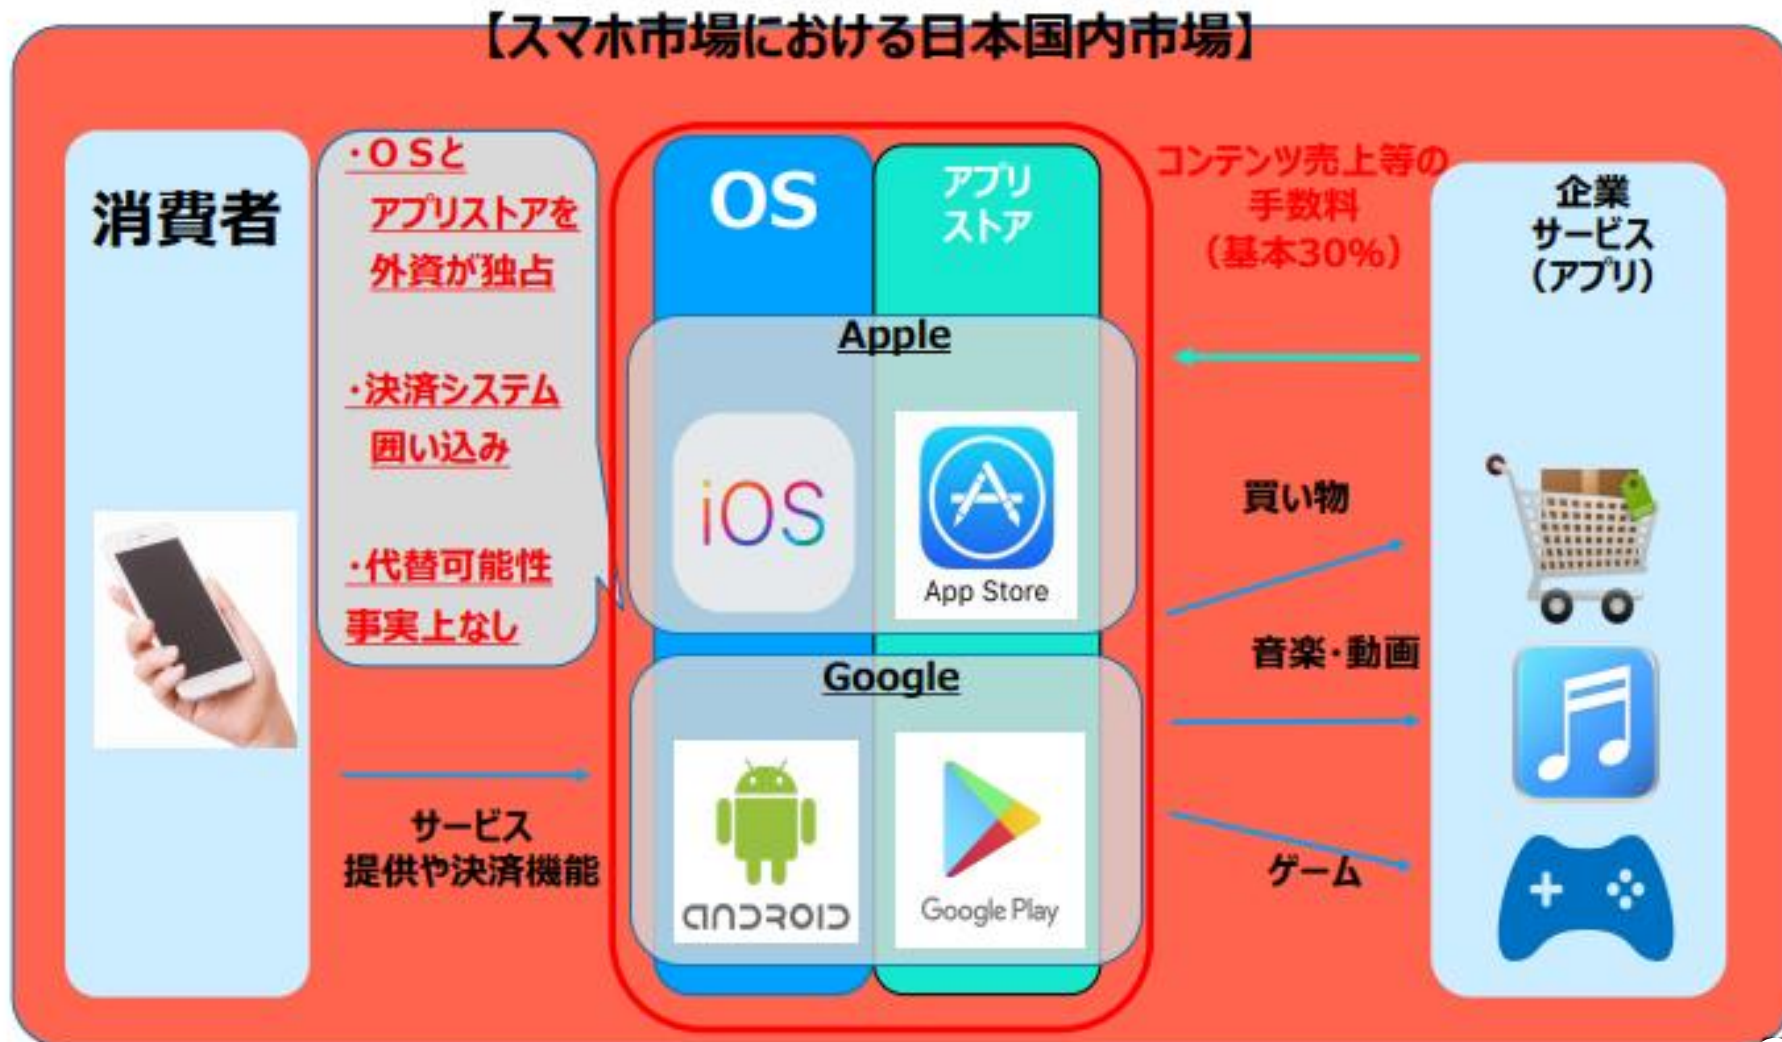 【スマホ市場における日本国内市場】
消費者
・OSと
アプリストアを
外資が独占
・決済システム
囲い込み
・代替可能性
事実上なし
サービス
提供や決済機能
OS
アプリ
ストア
Apple
iOS
App Store
Google
ANDROID
Google Play
コンテンツ売上等の
手数料
（基本30%）
買い物
音楽・動画
ゲーム
企業
サービス
（アプリ）